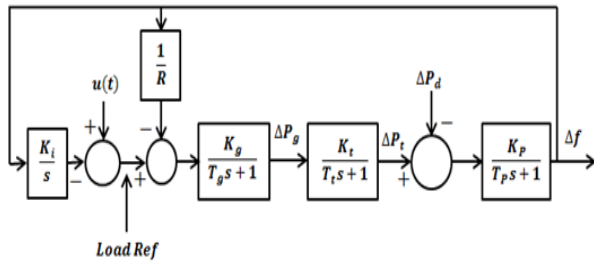 1
R
u(t)
ΔP_d
− 
K_i
s
+
−
+
−
K_g
T_g s + 1
ΔP_g
K_t
T_t s + 1
ΔP_t
+
K_P
T_P s + 1
Δf
Load Ref